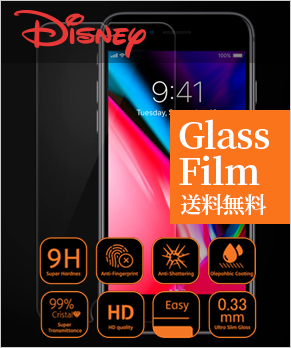 Disney
9:41
Tuesday, September 12
Glass
Film
送料無料
9H
Super Hardnes
Anti-Fingerprint
Anti-Shattering
Oleophobic Coating
99%
Cristal
Super
Transmittance
HD
HD quality
Easy
0.33
mm
Ultra Slim Glass